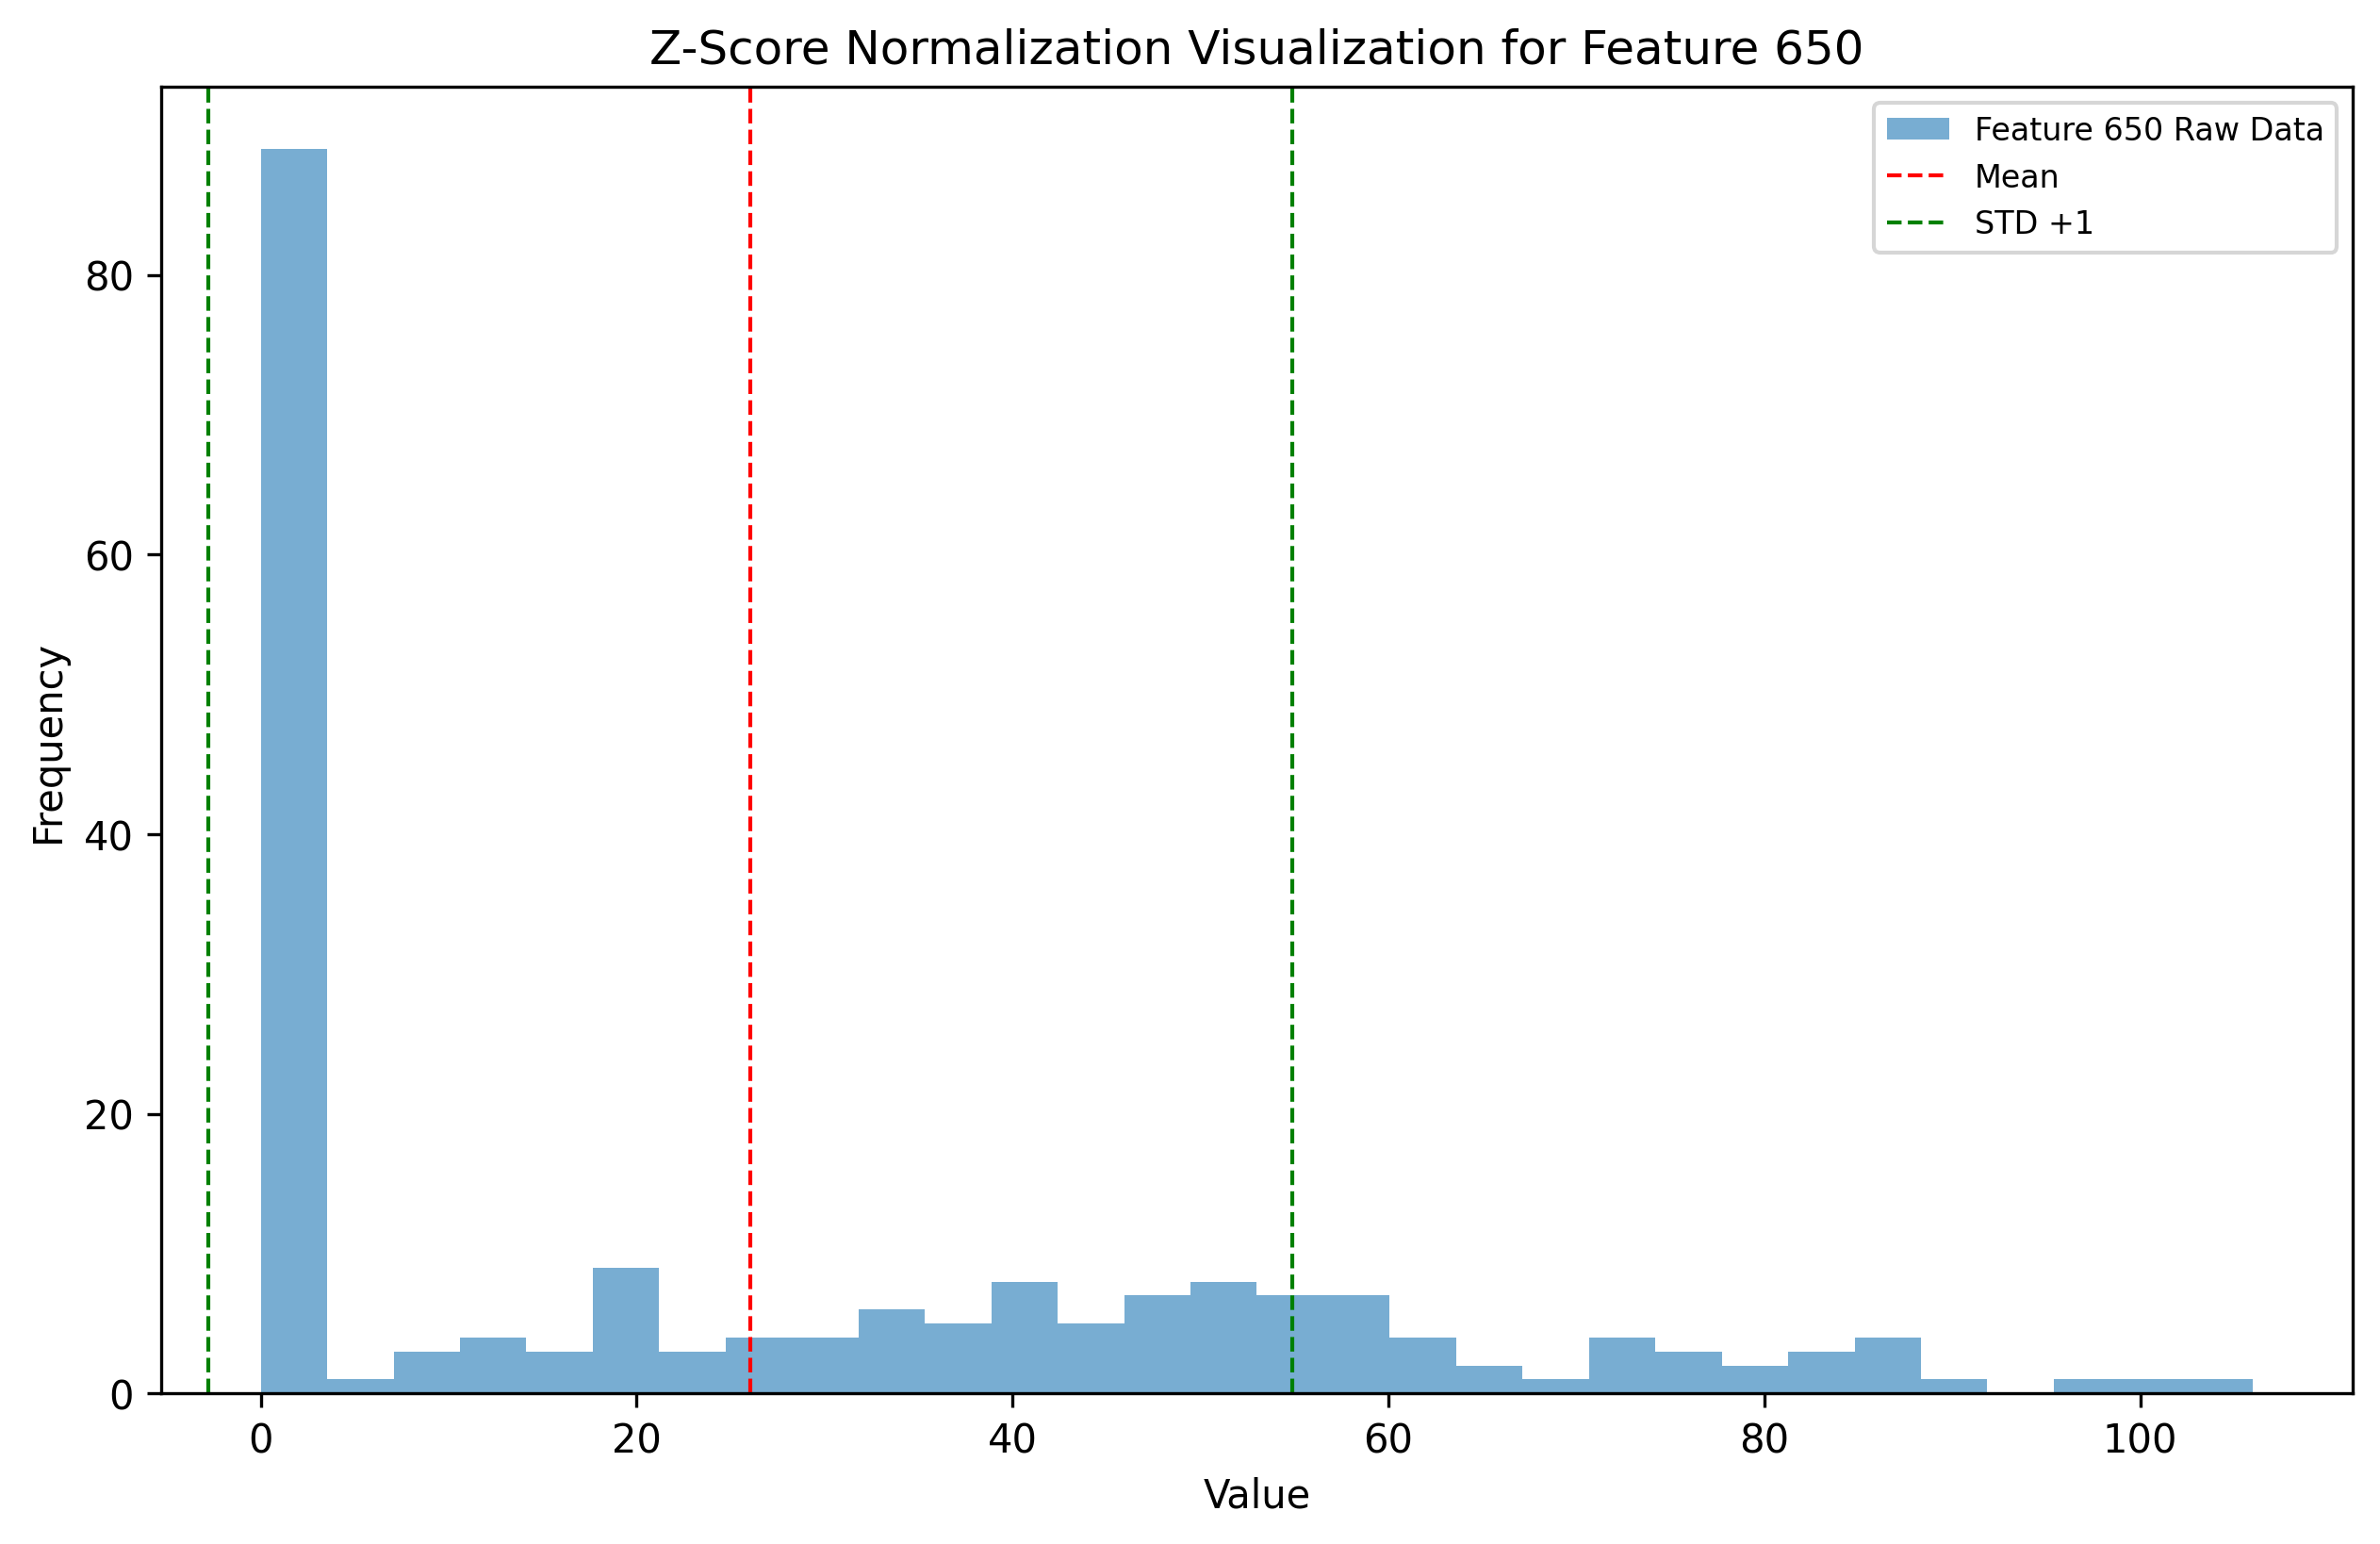 Z-Score Normalization Visualization for Feature 650
Feature 650 Raw Data
Mean
STD +1
Frequency
80
60
40
20
0
0 20 40 60 80 100
Value